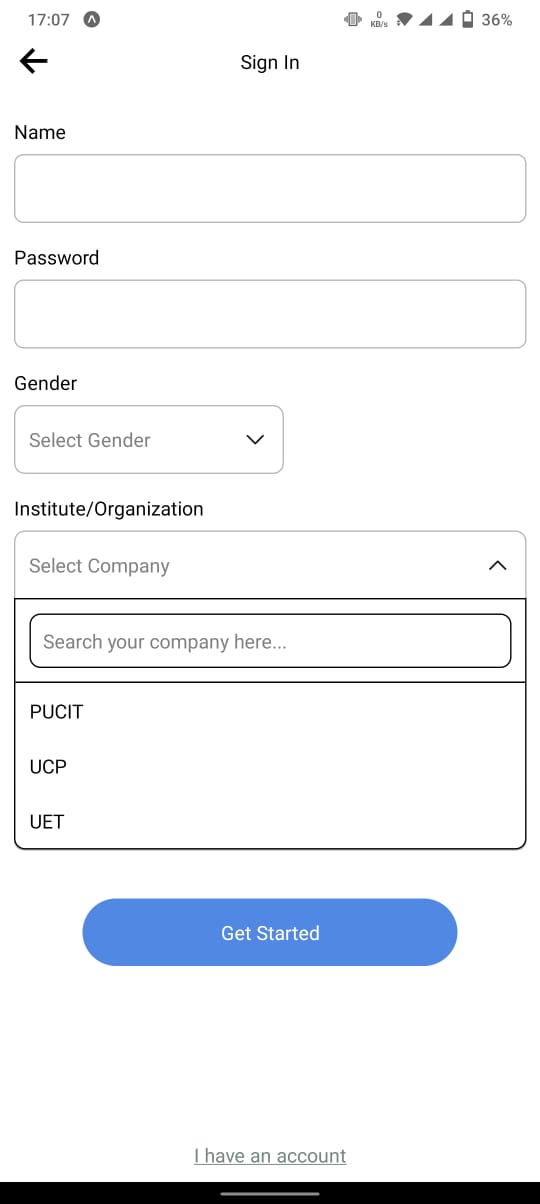 17:07 0 KB/s 36%
Sign In
Name
Password
Gender
Select Gender
Institute/Organization
Select Company
Search your company here...
PUCIT
UCP
UET
Get Started
I have an account